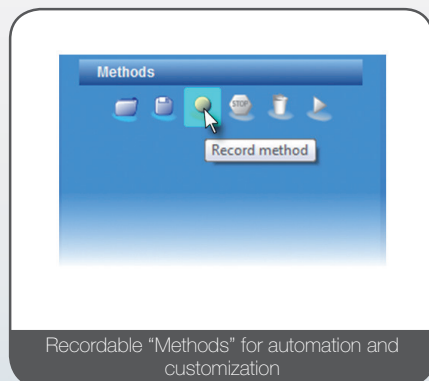 Methods
STOP
Record method
Recordable “Methods” for automation and
customization